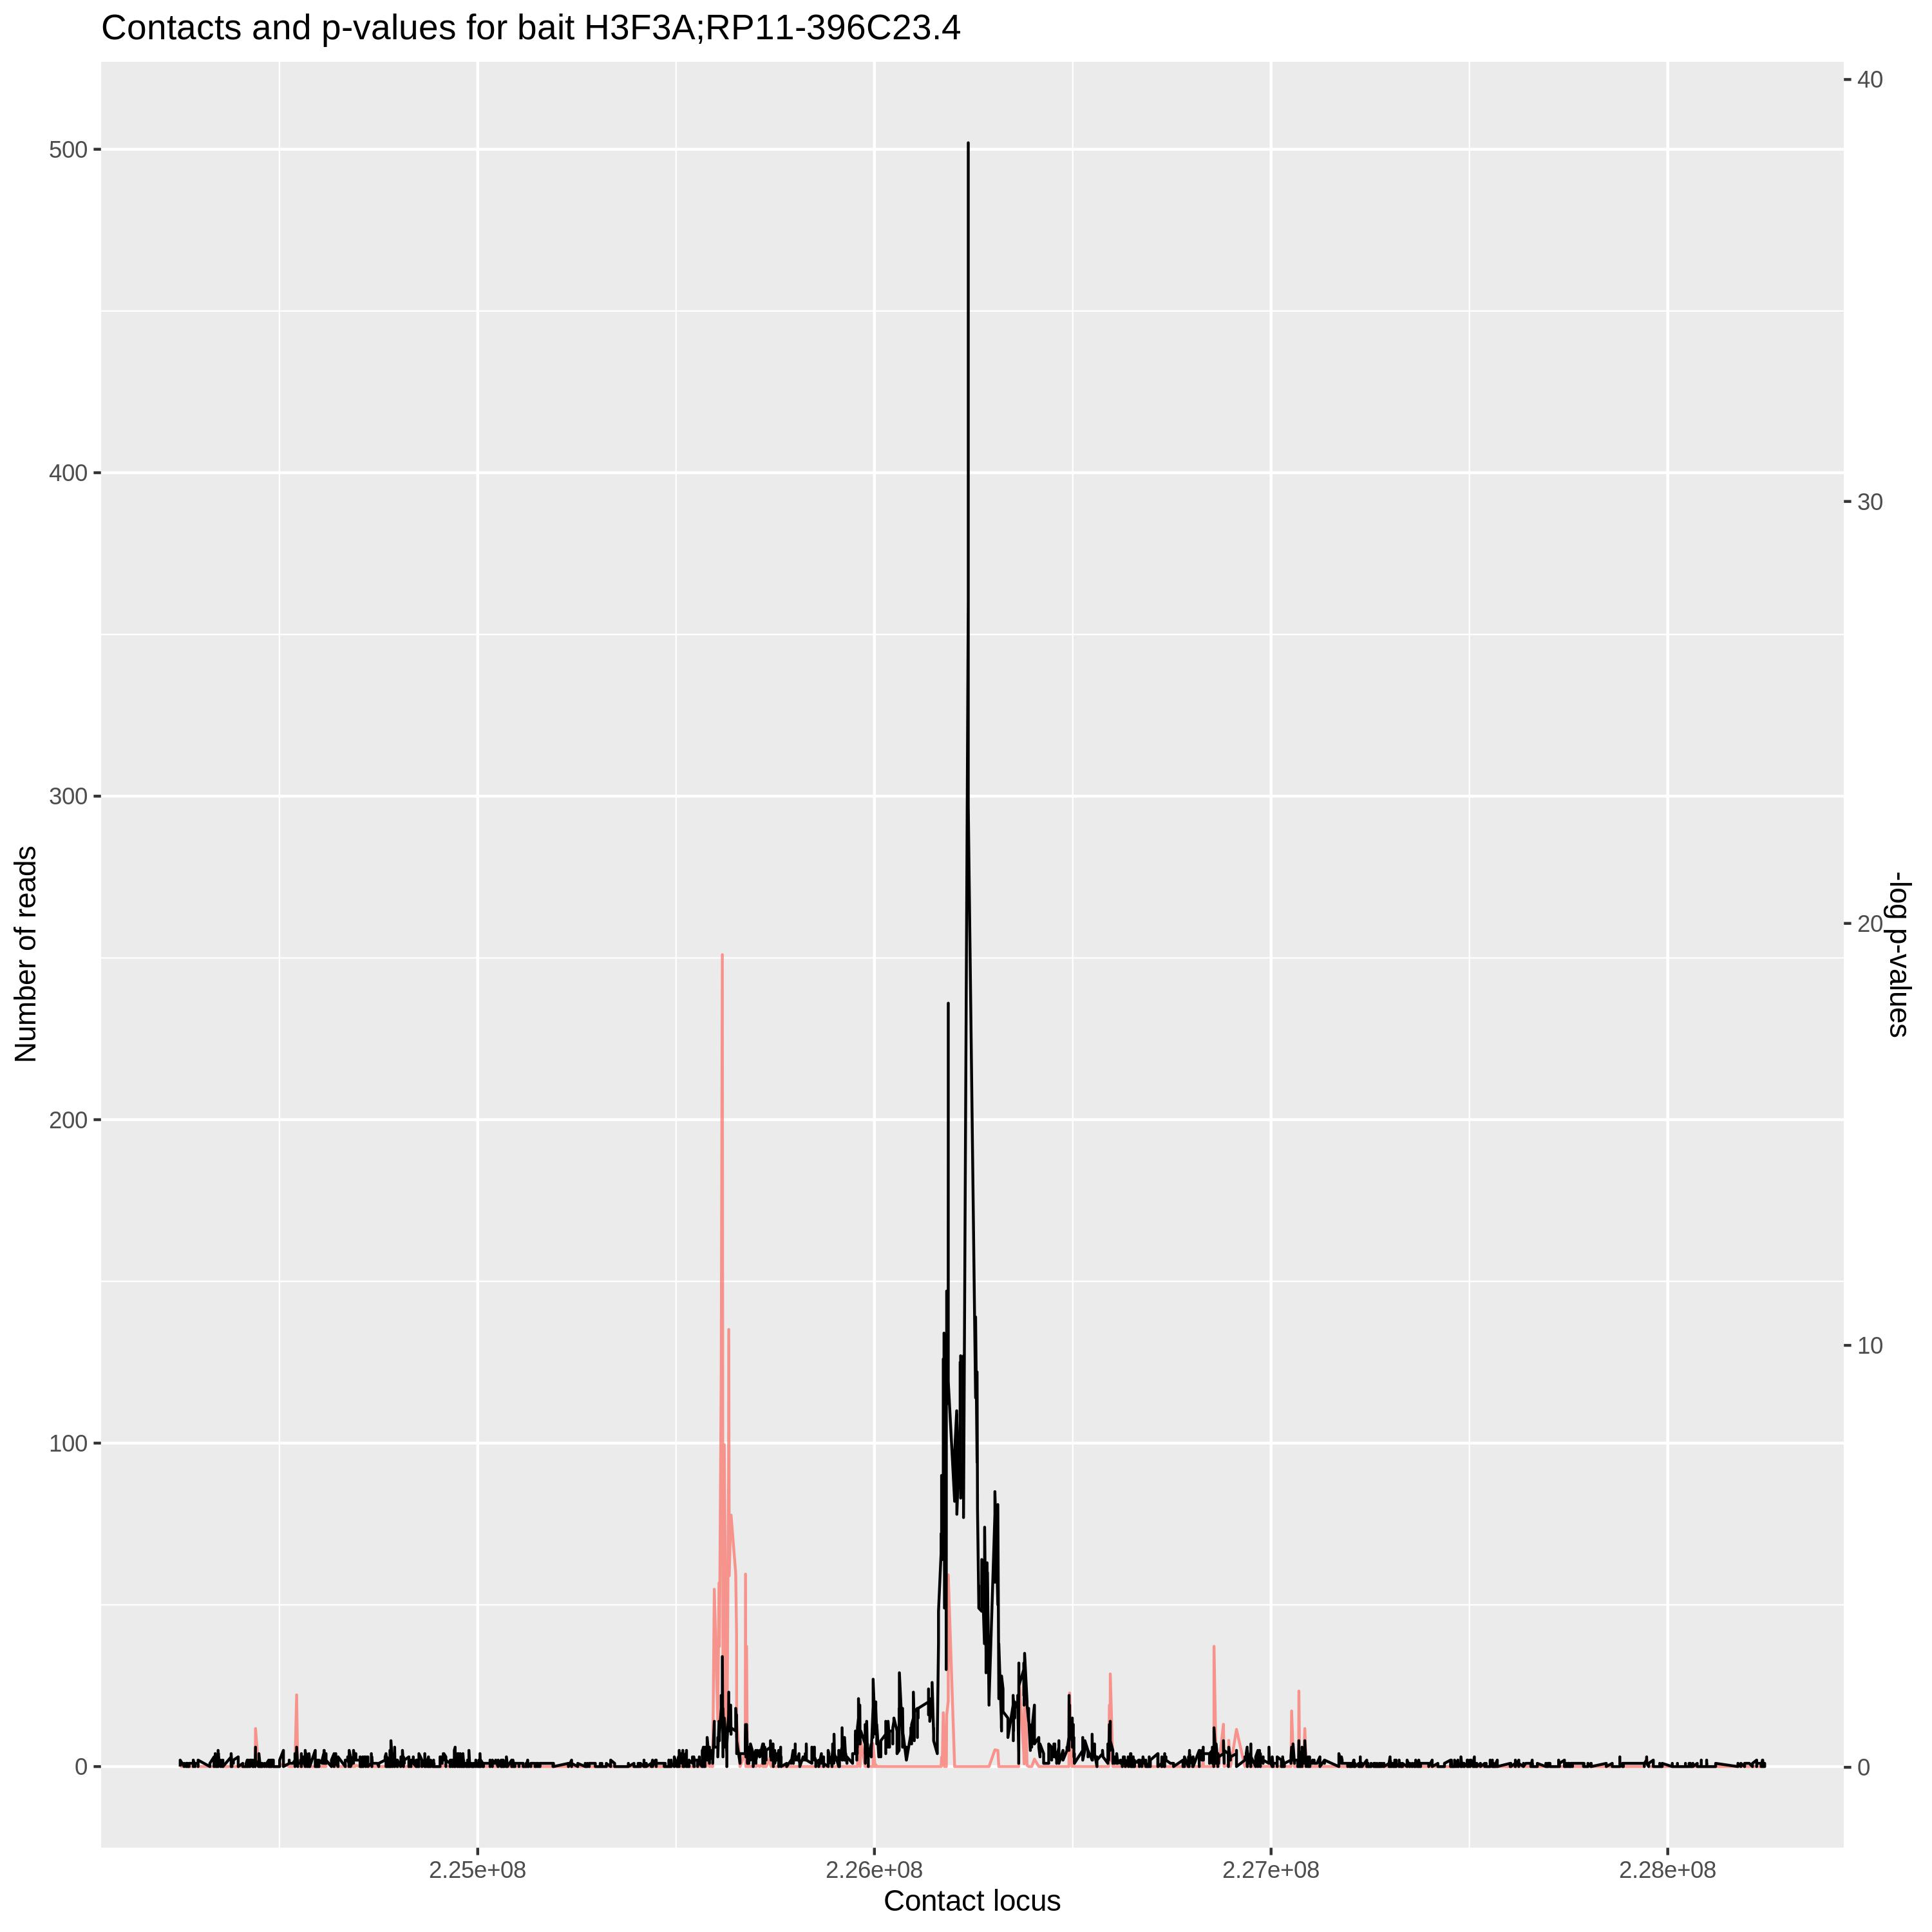 Contacts and p-values for bait H3F3A;RP11-396C23.4
40
500
400
30
300
Number of reads
-log p-values
20
200
10
100
0
0
2.25e+08
2.26e+08
2.27e+08
2.28e+08
Contact locus